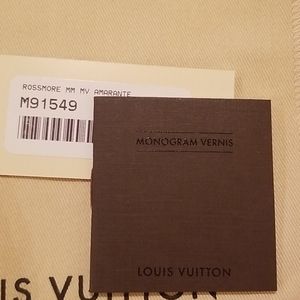 ROSSMORE MM MV AMARANTE
M91549
MONOGRAM VERNIS
LOUIS VUITTON
LOUIS VUITTON